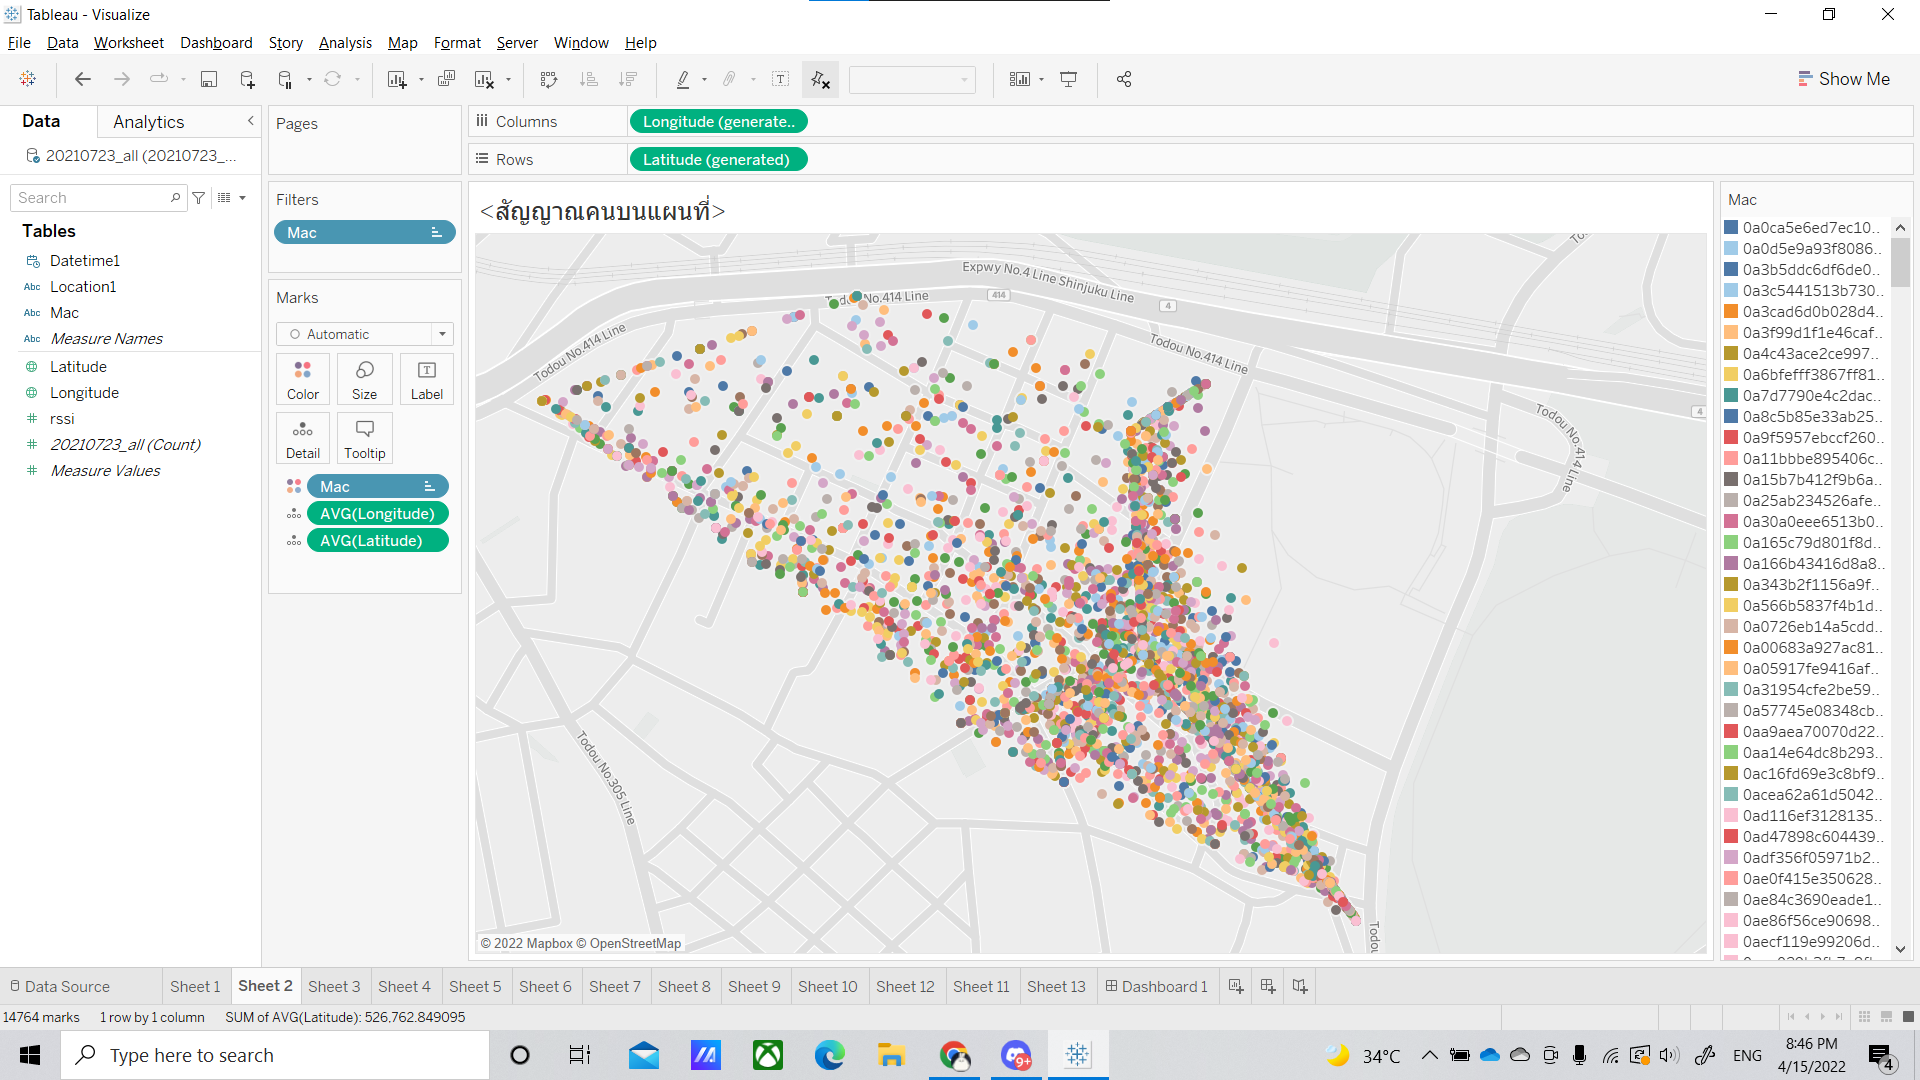 Tableau - Visualize
File Data Worksheet Dashboard Story Analysis Map Format Server Window Help
Show Me
Data Analytics
20210723_all (20210723_...
Search
Tables
Datetime1
Abc Location1
Abc Mac
Abc Measure Names
Latitude
Longitude
# rssi
# 20210723_all (Count)
# Measure Values
Pages
Filters
Mac
Marks
Automatic
Color Size Label
Detail Tooltip
Mac
AVG(Longitude)
AVG(Latitude)
Columns Longitude (generate..
Rows Latitude (generated)
<สัญญาณคนบนแผนที่>
Expwy No.4 Line Shinjuku Line
No.414 Line
414
4
Todou No.414 Line
Todou No.414 Line
4
Todou No.414 Line
Todou No.305 Line
© 2022 Mapbox © OpenStreetMap
Mac
0a0ca5e6ed7ec10..
0a0d5e9a93f8086..
0a3b5ddc6df6de0..
0a3c5441513b730..
0a3cad6d0b028d4..
0a3f99d1f1e46caf..
0a4c43ace2ce997..
0a6bfefff3867ff81..
0a7d7790e4c2dac..
0a8c5b85e33ab25..
0a9f5957ebccf260..
0a11bbbe895406c..
0a15b7b412f9b6a..
0a25ab234526afe..
0a30a0eee6513b0..
0a165c79d801f8d..
0a166b43416d8a8..
0a343b2f1156a9f..
0a566b5837f4b1d..
0a0726eb14a5cdd..
0a00683a927ac81..
0a05917fe9416af..
0a31954cfe2be59..
0a57745e08348cb..
0aa9aea70070d22..
0aa14e64dc8b293..
0ac16fd69e3c8bf9..
0acea62a61d5042..
0ad116ef3128135..
0ad47898c604439..
0adf356f05971b2..
0ae0f415e350628..
0ae84c3690eade1..
0ae86f56ce90698..
0aecf119e99206d..
Data Source Sheet 1 Sheet 2 Sheet 3 Sheet 4 Sheet 5 Sheet 6 Sheet 7 Sheet 8 Sheet 9 Sheet 10 Sheet 12 Sheet 11 Sheet 13 Dashboard 1
14764 marks 1 row by 1 column SUM of AVG(Latitude): 526,762.849095
Type here to search
9+
34°C
ENG
8:46 PM
4/15/2022
4